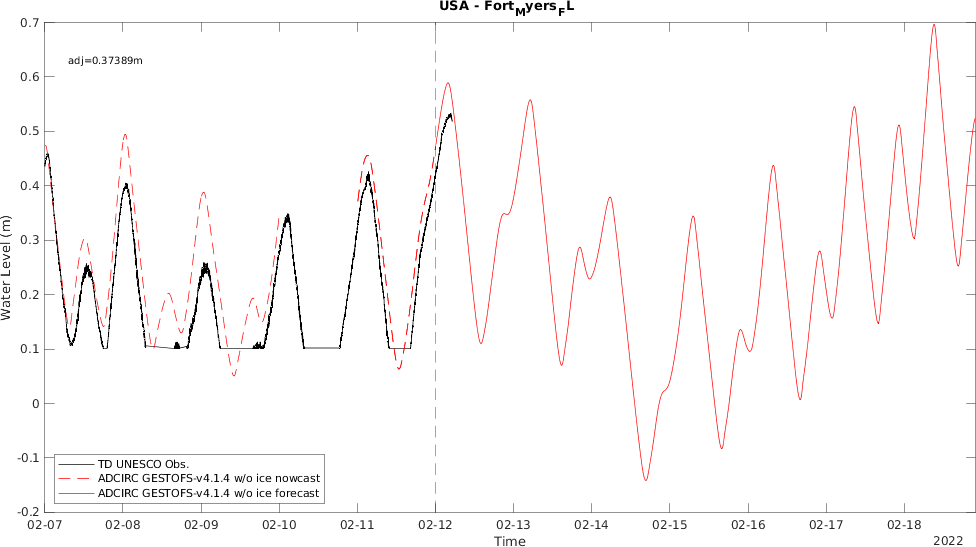 USA - Fort_Myers_FL
adj=0.37389m
0.7
0.6
0.5
0.4
0.3
0.2
0.1
0
-0.1
-0.2
Water Level (m)
TD UNESCO Obs.
ADCIRC GESTOFS-v4.1.4 w/o ice nowcast
ADCIRC GESTOFS-v4.1.4 w/o ice forecast
02-07 02-08 02-09 02-10 02-11 02-12 02-13 02-14 02-15 02-16 02-17 02-18
Time
2022